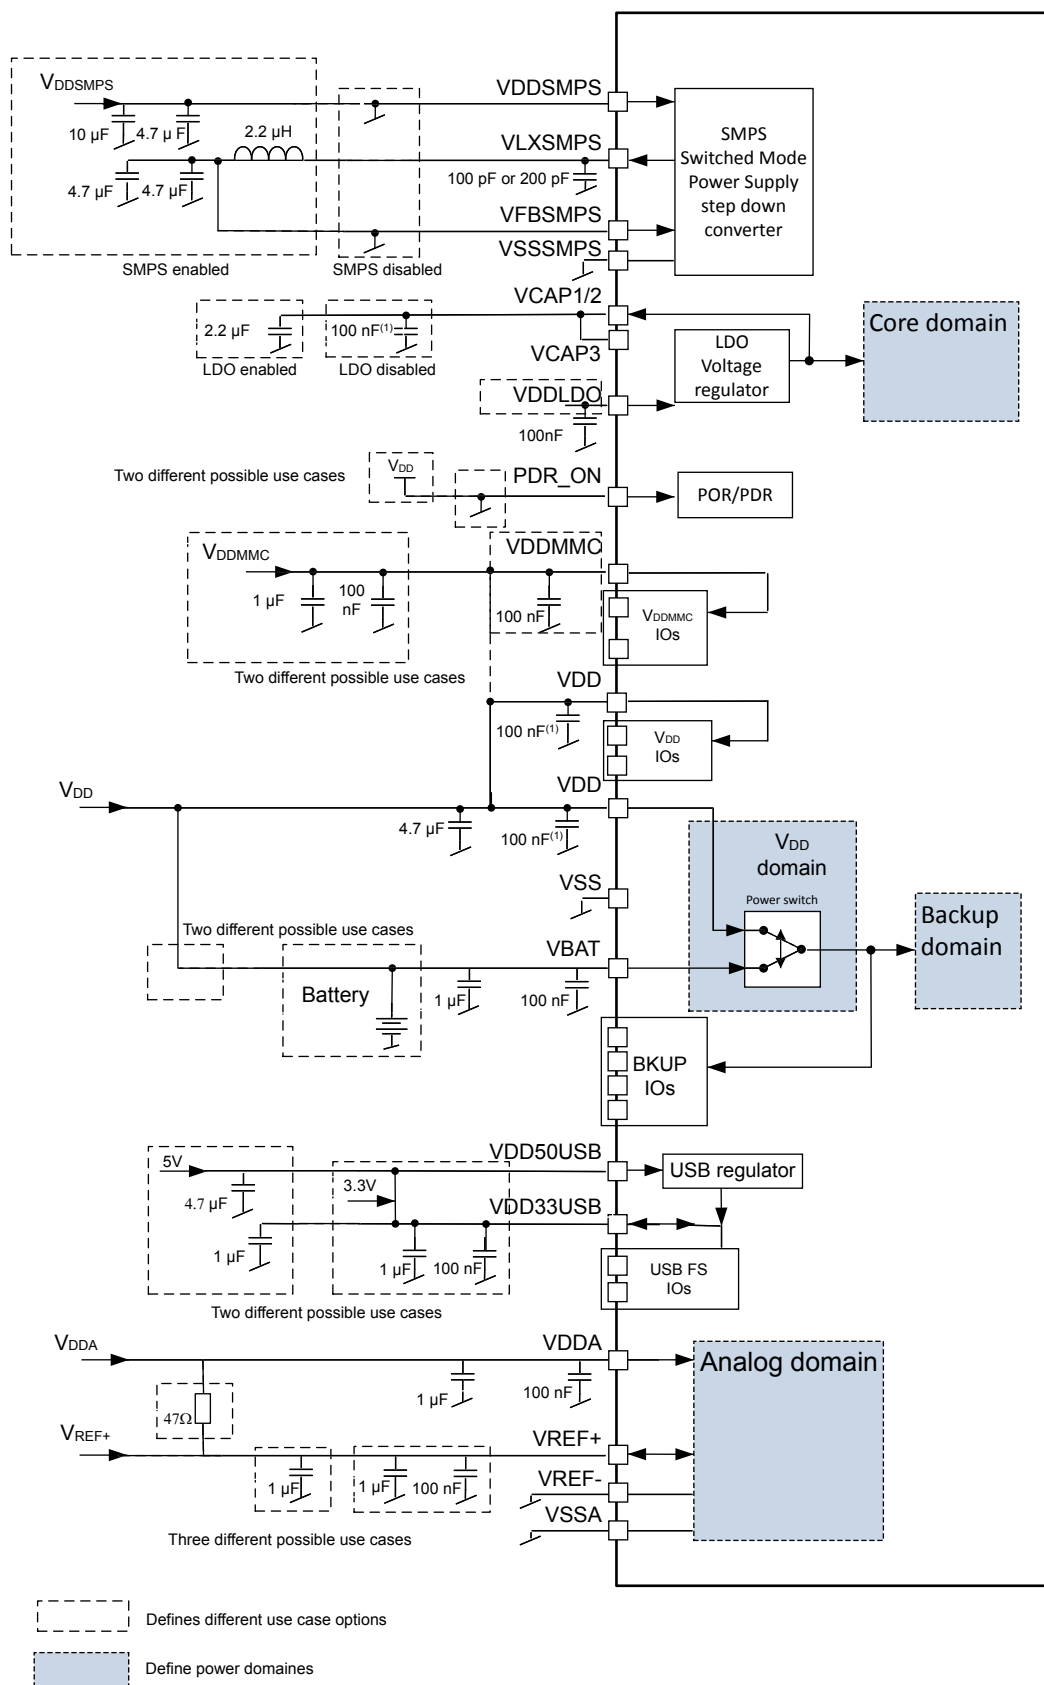 VDDSMPS
VDDSMPS
10 µF
4.7 µ F
2.2 µH
VLXSMPS
SMPS
Switched Mode
Power Supply
step down
converter
4.7 µF
4.7 µF
100 pF or 200 pF
VFBSMPS
VSSSMPS
SMPS enabled
SMPS disabled
VCAP1/2
2.2 µF
100 nF(1)
LDO enabled
LDO disabled
VCAP3
LDO
Voltage
regulator
Core domain
VDDLDO
100nF
Two different possible use cases
VDD
PDR_ON
POR/PDR
VDDMMC
VDDMMC
1 µF
100
nF
100 nF
VDDMMC
IOs
Two different possible use cases
VDD
100 nF(1)
VDD
IOs
VDD
VDD
4.7 µF
100 nF(1)
VDD
domain
Power switch
VSS
Backup
domain
Two different possible use cases
VBAT
Battery
1 µF
100 nF
BKUP
IOs
VDD50USB
5V
4.7 µF
3.3V
USB regulator
VDD33USB
1 µF
1 µF
100 nF
USB FS
IOs
Two different possible use cases
VDDA
VDDA
1 µF
100 nF
Analog domain
47Ω
VREF+
VREF+
1 µF
1 µF
100 nF
VREF-
VSSA
Three different possible use cases
Defines different use case options
Define power domaines